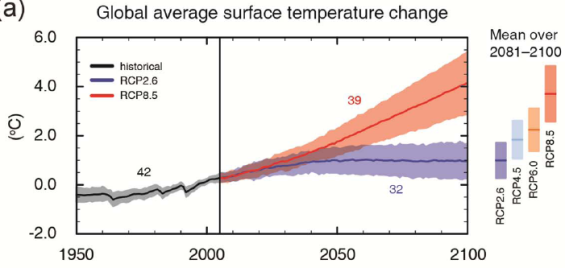 (a)
Global average surface temperature change
6.0
4.0
2.0
0.0
-2.0
(°C)
historical
RCP2.6
RCP8.5
42
39
32
1950
2000
2050
2100
Mean over
2081–2100
RCP2.6
RCP4.5
RCP6.0
RCP8.5